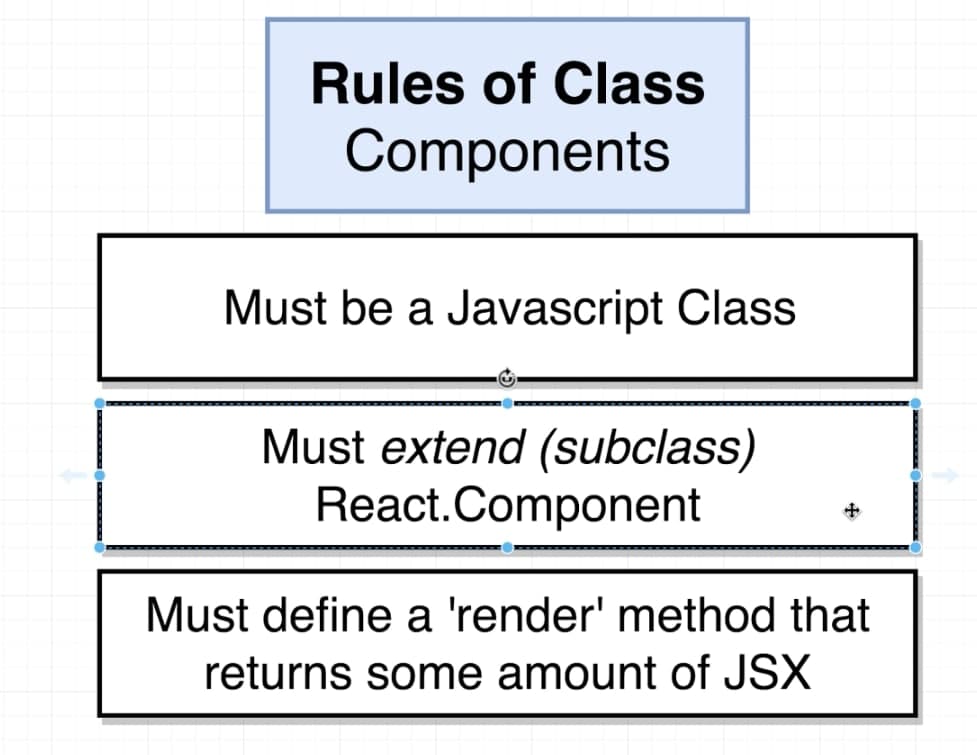 Rules of Class
Components
Must be a Javascript Class
Must extend (subclass)
React.Component
Must define a 'render' method that
returns some amount of JSX